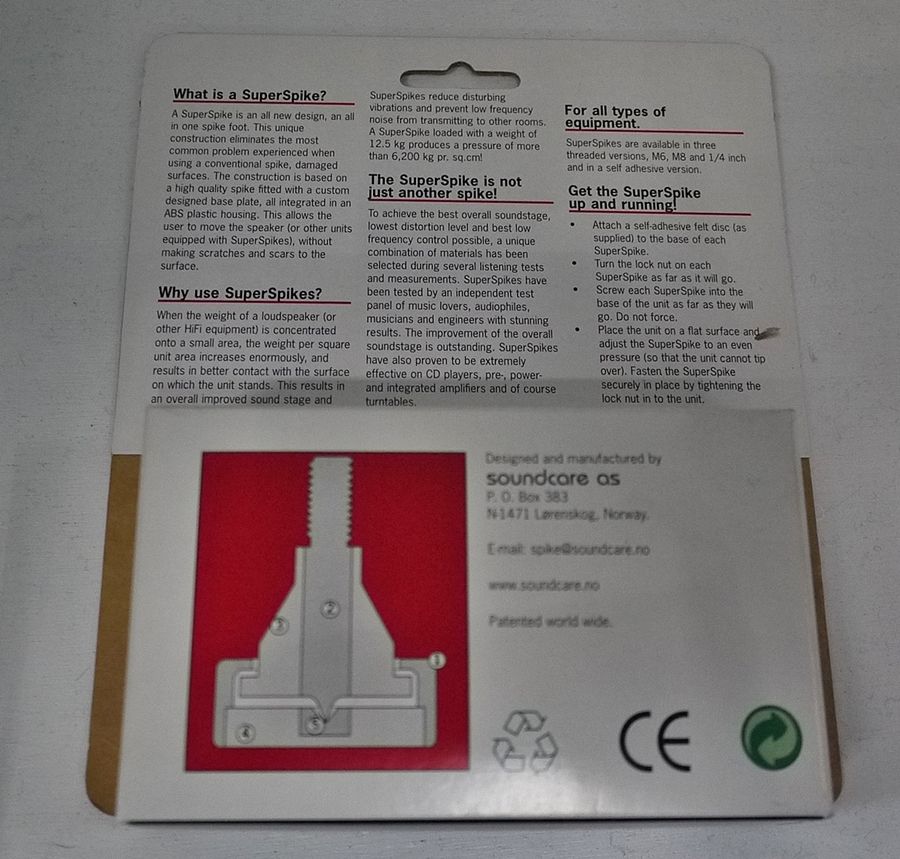 What is a SuperSpike?
A SuperSpike is an all new design, an all
in one spike foot. This unique
construction eliminates the most
common problem experienced when
using a conventional spike, damaged
surfaces. The construction is based on
a high quality spike fitted with a custom
designed base plate, all integrated in an
ABS plastic housing. This allows the
user to move the speaker (or other units
equipped with SuperSpikes), without
making scratches and scars to the
surface.
Why use SuperSpikes?
When the weight of a loudspeaker (or
other HiFi equipment) is concentrated
onto a small area, the weight per square
unit area increases enormously, and
results in better contact with the surface
on which the unit stands. This results in
an overall improved sound stage and
SuperSpikes reduce disturbing
vibrations and prevent low frequency
noise from transmitting to other rooms.
A SuperSpike loaded with a weight of
12.5 kg produces a pressure of more
than 6,200 kg pr. sq.cm!
The SuperSpike is not
just another spike!
To achieve the best overall soundstage,
lowest distortion level and best low
frequency control possible, a unique
combination of materials has been
selected during several listening tests
and measurements. SuperSpikes have
been tested by an independent test
panel of music lovers, audiophiles,
musicians and engineers with stunning
results. The improvement of the overall
soundstage is outstanding. SuperSpikes
have also proven to be extremely
effective on CD players, pre-, power-
and integrated amplifiers and of course
turntables.
For all types of
equipment.
SuperSpikes are available in three
threaded versions, M6, M8 and 1/4 inch
and in a self adhesive version.
Get the SuperSpike
up and running!
• Attach a self-adhesive felt disc (as
supplied) to the base of each
SuperSpike.
• Turn the lock nut on each
SuperSpike as far as it will go.
• Screw each SuperSpike into the
base of the unit as far as they will
go. Do not force.
• Place the unit on a flat surface and
adjust the SuperSpike to an even
pressure (so that the unit cannot tip
over). Fasten the SuperSpike
securely in place by tightening the
lock nut in to the unit.
2
3
1
4
5
Designed and manufactured by
soundcare as
P. O. Box 383
N-1471 Lørenskog, Norway.
E-mail: spike@soundcare.no
www.soundcare.no
Patented world wide.
CE